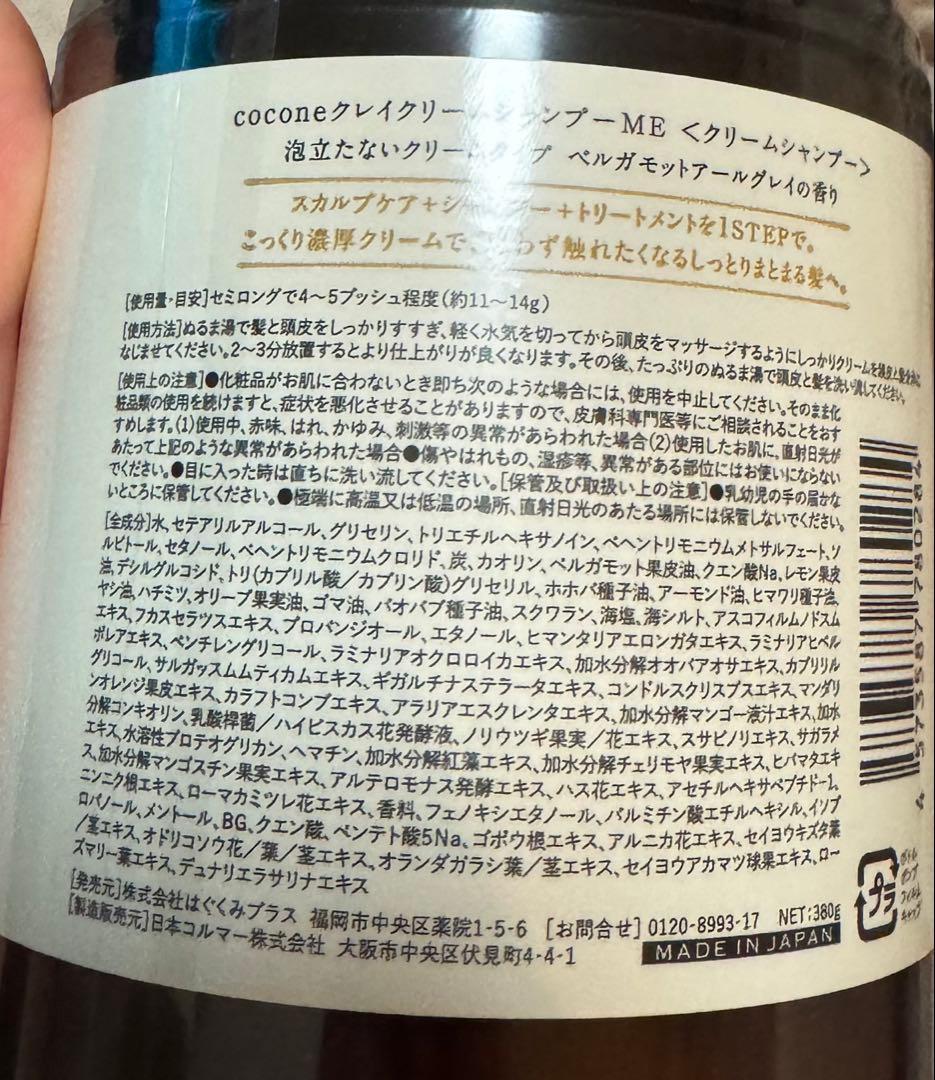 coconeクレイクリームシャンプーME <クリームシャンプー>
泡立たないクリームタイプ ベルガモットアールグレイの香り
スカルプケア+シャンプー+トリートメントを1STEPで。
こっくり濃厚クリームで、 わず触れたくなるしっとりまとまる髪へ。
[使用量・目安]セミロングで4〜5プッシュ程度(約11〜14g)
[使用方法]ぬるま湯で髪と頭皮をしっかりすすぎ、軽く水気を切ってから頭皮をマッサージするようにしっかりクリームを頭皮と髪全体に
なじませてください。2〜3分放置するとより仕上がりが良くなります。その後、たっぷりのぬるま湯で頭皮と髪を洗い流してください。
[使用上の注意]●化粧品がお肌に合わないとき即ち次のような場合には、使用を中止してください。そのまま化
粧品類の使用を続けますと、症状を悪化させることがありますので、皮膚科専門医等にご相談されることをおす
すめします。(1)使用中、赤味、はれ、かゆみ、刺激等の異常があらわれた場合(2)使用したお肌に、直射日光が
あたって上記のような異常があらわれた場合●傷やはれもの、湿疹等、異常がある部位にはお使いにならない
でください。●目に入った時は直ちに洗い流してください。[保管及び取扱い上の注意]●乳幼児の手の届かな
いところに保管してください。●極端に高温又は低温の場所、直射日光のあたる場所には保管しないでください。
[全成分]水、セテアリルアルコール、グリセリン、トリエチルヘキサノイン、ベヘントリモニウムメトサルフェート、ソ
ルビトール、セタノール、ベヘントリモニウムクロリド、炭、カオリン、ベルガモット果皮油、クエン酸Na、レモン果皮
油、デシルグルコシド、トリ(カプリル酸/カプリン酸)グリセリル、ホホバ種子油、アーモンド油、ヒマワリ種子油、
ヤシ油、ハチミツ、オリーブ果実油、ゴマ油、バオバブ種子油、スクワラン、海塩、海シルト、アスコフィルムノドスム
エキス、フカスセラツスエキス、プロパンジオール、エタノール、ヒマンタリアエロンガタエキス、ラミナリアヒペル
ボレアエキス、ペンチレングリコール、ラミナリアオクロロイカエキス、加水分解オオバアオサエキス、カプリリル
グリコール、サルガッスムムティカムエキス、ギガルチナステラータエキス、コンドルスクリスプスエキス、マンダリ
ンオレンジ果皮エキス、カラフトコンブエキス、アラリアエスクレンタエキス、加水分解マンゴー液汁エキス、加水
分解コンキオリン、乳酸桿菌/ハイビスカス花発酵液、ノリウツギ果実/花エキス、スサビノリエキス、サガラメ
エキス、水溶性プロテオグリカン、ヘマチン、加水分解紅藻エキス、加水分解チェリモヤ果実エキス、ヒバマタエキ
ス、加水分解マンゴスチン果実エキス、アルテロモナス発酵エキス、ハス花エキス、アセチルヘキサペプチド-1、
ニンニク根エキス、ローマカミツレ花エキス、香料、フェノキシエタノール、パルミチン酸エチルヘキシル、イソプ
ロパノール、メントール、BG、クエン酸、ペンテト酸5Na、ゴボウ根エキス、アルニカ花エキス、セイヨウキズタ葉
/茎エキス、オドリコソウ花/葉/茎エキス、オランダガラシ葉/茎エキス、セイヨウアカマツ球果エキス、ロー
ズマリー葉エキス、デュナリエラサリナエキス
[発売元]株式会社はぐくみプラス 福岡市中央区薬院1-5-6 [お問合せ]0120-8993-17 NET:380g
[製造販売元]日本コルマー株式会社 大阪市中央区伏見町4-4-1 MADE IN JAPAN
プラ
ボトル
ポンプ
フィルム
キャップ